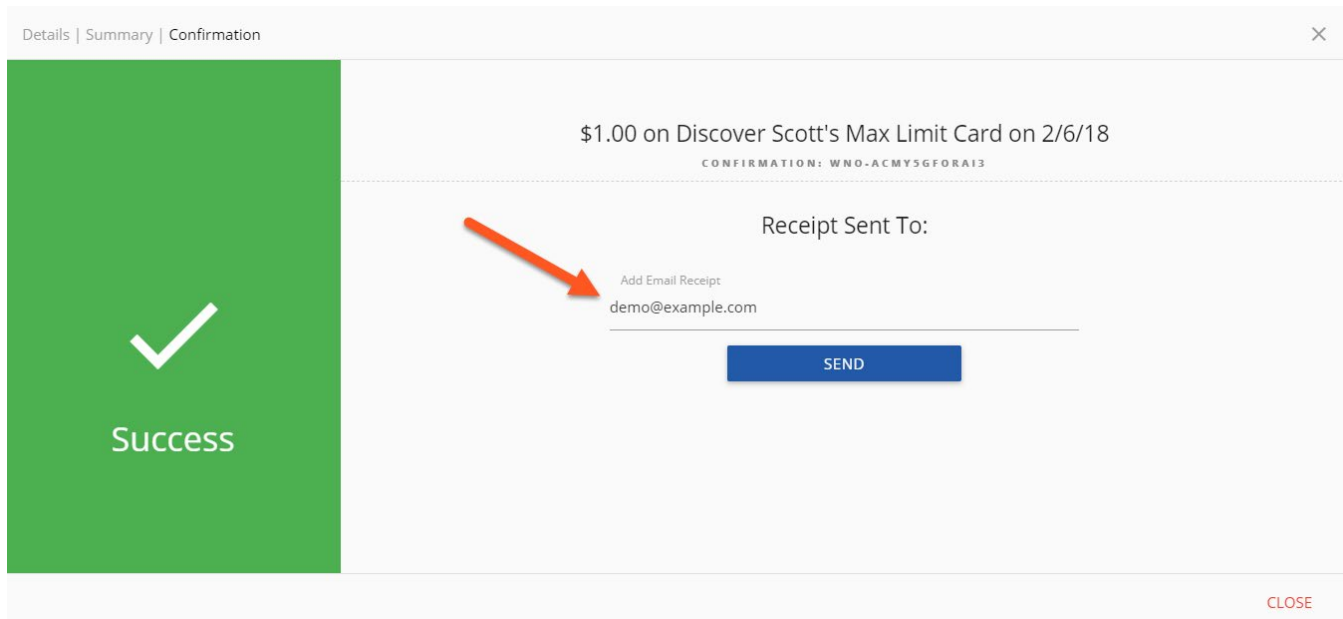 Details | Summary | Confirmation
$1.00 on Discover Scott's Max Limit Card on 2/6/18
CONFIRMATION: WNO-ACMY5GFORAI3
Receipt Sent To:
Add Email Receipt
demo@example.com
SEND
Success
CLOSE